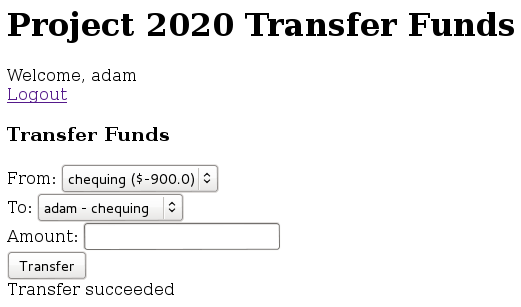 Project 2020 Transfer Funds
Welcome, adam
Logout
Transfer Funds
From: chequing ($-900.0)
To: adam - chequing
Amount:
Transfer
Transfer succeeded